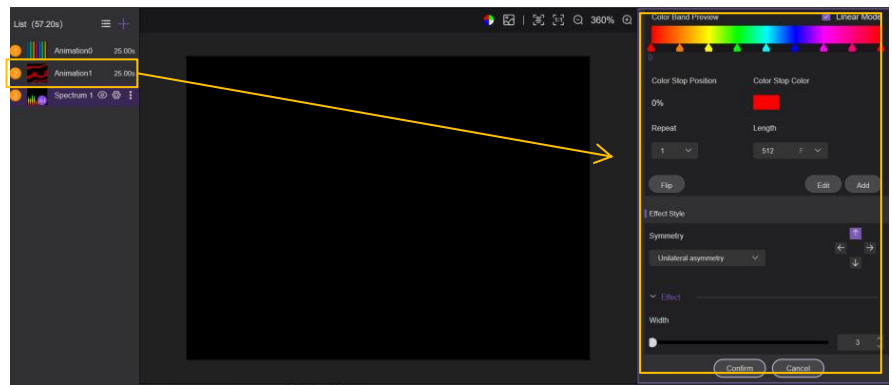 List (57.20s)
360%
Animation0 25.00s
Animation1 25.00s
Spectrum 1
Color Band Preview
Linear Mode
0
Color Stop Position
Color Stop Color
0%
Repeat
Length
1
512 F
Flip
Edit
Add
Effect Style
Symmetry
Unilateral asymmetry
Effect
Width
3
Confirm
Cancel